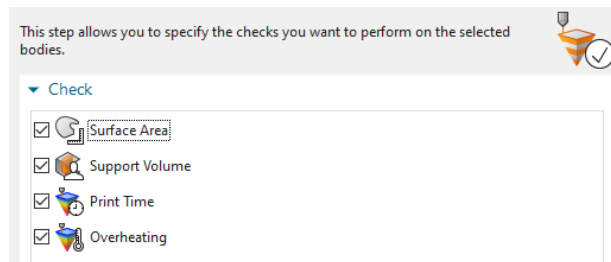 This step allows you to specify the checks you want to perform on the selected
bodies.
Check
Surface Area
Support Volume
Print Time
Overheating